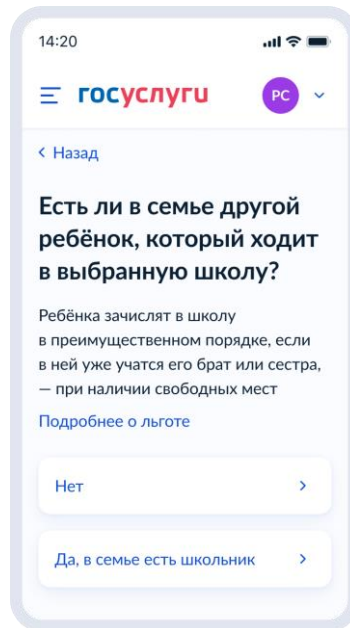 14:20
госуслуги
РС
Назад
Есть ли в семье другой
ребёнок, который ходит
в выбранную школу?
Ребёнка зачислят в школу
в преимущественном порядке, если
в ней уже учатся его брат или сестра,
— при наличии свободных мест
Подробнее о льготе
Нет
Да, в семье есть школьник